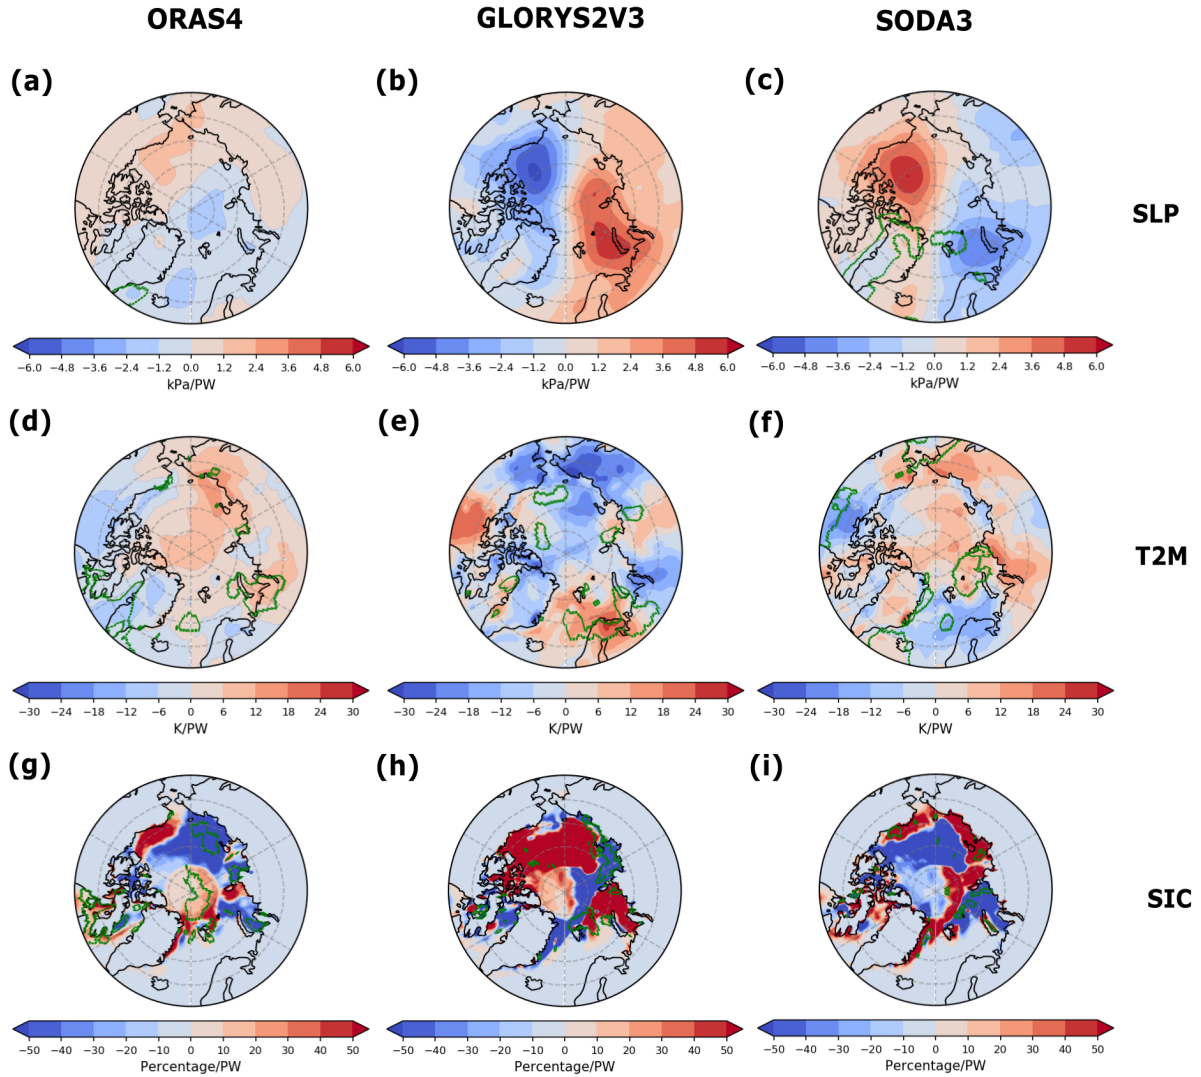 ORAS4 GLORYS2V3 SODA3
(a) (b) (c)
SLP
−6.0 −4.8 −3.6 −2.4 −1.2 0.0 1.2 2.4 3.6 4.8 6.0
kPa/PW
−6.0 −4.8 −3.6 −2.4 −1.2 0.0 1.2 2.4 3.6 4.8 6.0
kPa/PW
−6.0 −4.8 −3.6 −2.4 −1.2 0.0 1.2 2.4 3.6 4.8 6.0
kPa/PW
(d) (e) (f)
T2M
−30 −24 −18 −12 −6 0 6 12 18 24 30
K/PW
−30 −24 −18 −12 −6 0 6 12 18 24 30
K/PW
−30 −24 −18 −12 −6 0 6 12 18 24 30
K/PW
(g) (h) (i)
SIC
−50 −40 −30 −20 −10 0 10 20 30 40 50
Percentage/PW
−50 −40 −30 −20 −10 0 10 20 30 40 50
Percentage/PW
−50 −40 −30 −20 −10 0 10 20 30 40 50
Percentage/PW